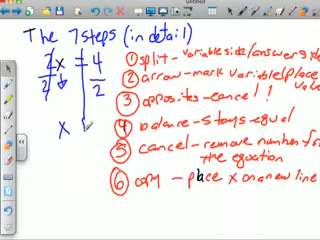 Untitled
The 7 steps (in detail)
2x = 4
2 2
x
① split - variable side/answer side
② arrow - mark variable/place
③ opposites - cancel!!
④ balance - stays equal
⑤ cancel - remove number from
the equation
⑥ copy - place x on a new line